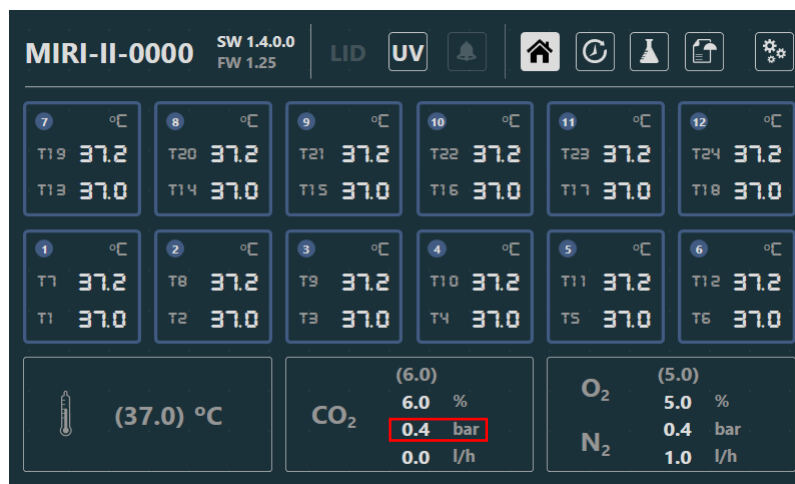 MIRI-II-0000 SW 1.4.0.0 LID UV
FW 1.25
7 °C 8 °C 9 °C 10 °C 11 °C 12 °C
T19 37.2 T20 37.2 T21 37.2 T22 37.2 T23 37.2 T24 37.2
T13 37.0 T14 37.0 T15 37.0 T16 37.0 T17 37.0 T18 37.0
1 °C 2 °C 3 °C 4 °C 5 °C 6 °C
T7 37.2 T8 37.2 T9 37.2 T10 37.2 T11 37.2 T12 37.2
T1 37.0 T2 37.0 T3 37.0 T4 37.0 T5 37.0 T6 37.0
(37.0) °C
CO₂
(6.0)
6.0 %
0.4 bar
0.0 l/h
O₂
N₂
(5.0)
5.0 %
0.4 bar
1.0 l/h